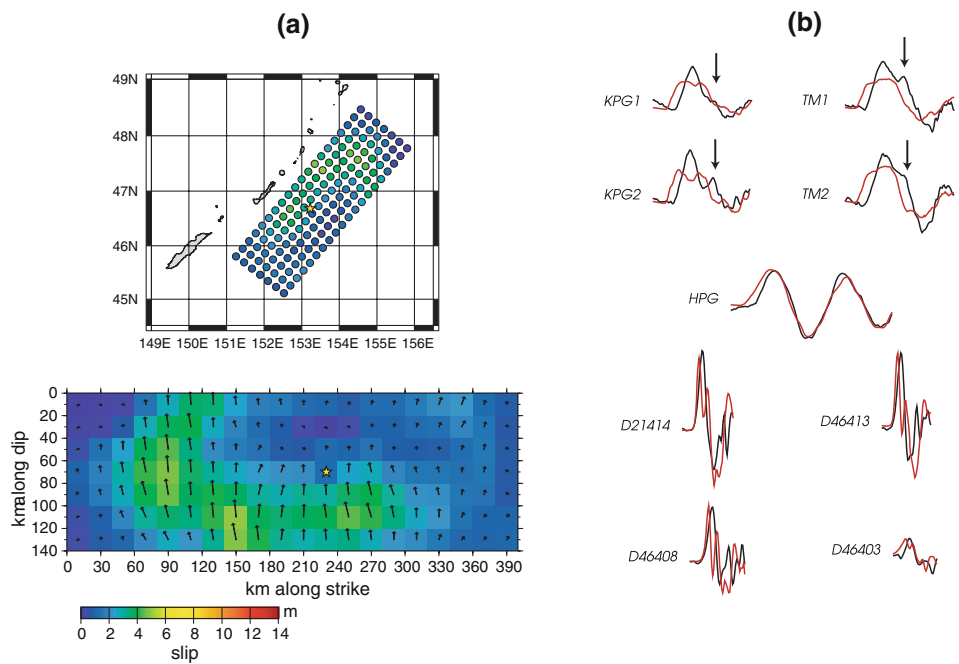 (a)
(b)
49N
48N
47N
46N
45N
149E 150E 151E 152E 153E 154E 155E 156E
KPG1
TM1
KPG2
TM2
HPG
D21414
D46413
D46408
D46403
kmalong dip
0
20
40
60
80
100
120
140
0 30 60 90 120 150 180 210 240 270 300 330 360 390
km along strike
m
0 2 4 6 8 10 12 14
slip